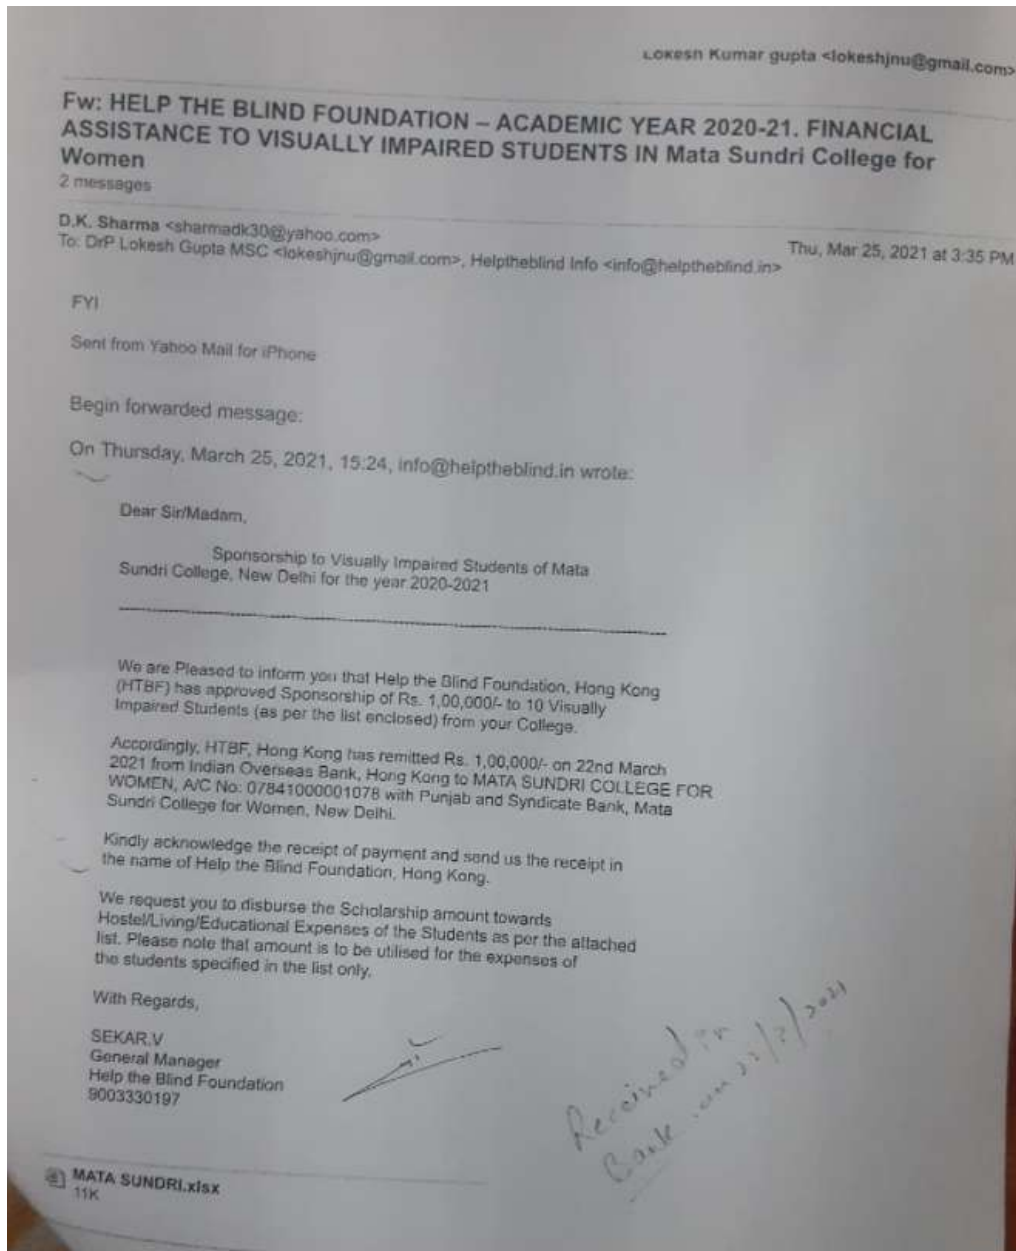 Lokesh Kumar gupta <lokeshjnu@gmail.com>
Fw: HELP THE BLIND FOUNDATION – ACADEMIC YEAR 2020-21. FINANCIAL
ASSISTANCE TO VISUALLY IMPAIRED STUDENTS IN Mata Sundri College for
Women
2 messages
D.K. Sharma <sharmadk30@yahoo.com>
Thu, Mar 25, 2021 at 3:35 PM
To: DrP Lokesh Gupta MSC <lokeshjnu@gmail.com>, Helptheblind Info <info@helptheblind.in>
FYI
Sent from Yahoo Mail for iPhone
Begin forwarded message:
On Thursday, March 25, 2021, 15:24, info@helptheblind.in wrote:
Dear Sir/Madam,
Sponsorship to Visually Impaired Students of Mata
Sundri College, New Delhi for the year 2020-2021
We are Pleased to inform you that Help the Blind Foundation, Hong Kong
(HTBF) has approved Sponsorship of Rs. 1,00,000/- to 10 Visually
Impaired Students (as per the list enclosed) from your College.
Accordingly, HTBF, Hong Kong has remitted Rs. 1,00,000/- on 22nd March
2021 from Indian Overseas Bank, Hong Kong to MATA SUNDRI COLLEGE FOR
WOMEN, A/C No: 07841000001078 with Punjab and Syndicate Bank, Mata
Sundri College for Women, New Delhi.
Kindly acknowledge the receipt of payment and send us the receipt in
the name of Help the Blind Foundation, Hong Kong.
We request you to disburse the Scholarship amount towards
Hostel/Living/Educational Expenses of the Students as per the attached
list. Please note that amount is to be utilised for the expenses of
the students specified in the list only.
With Regards,
SEKAR.V
General Manager
Help the Blind Foundation
9003330197
Received in
Bank on
MATA SUNDRI.xlsx
11K